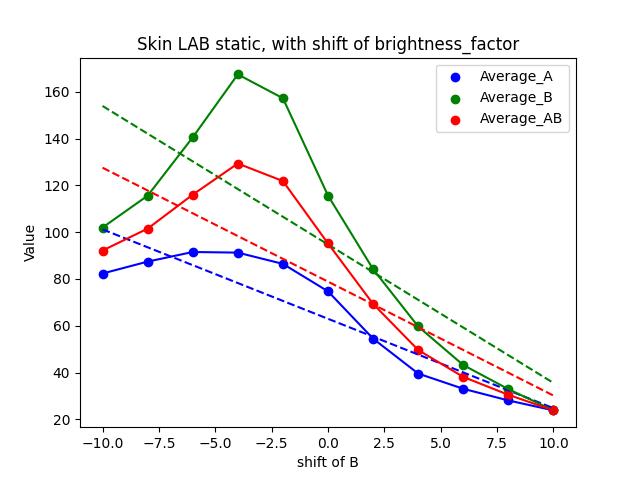 Skin LAB static, with shift of brightness_factor
Average_A
Average_B
Average_AB
Value
160
140
120
100
80
60
40
20
−10.0 −7.5 −5.0 −2.5 0.0 2.5 5.0 7.5 10.0
shift of B